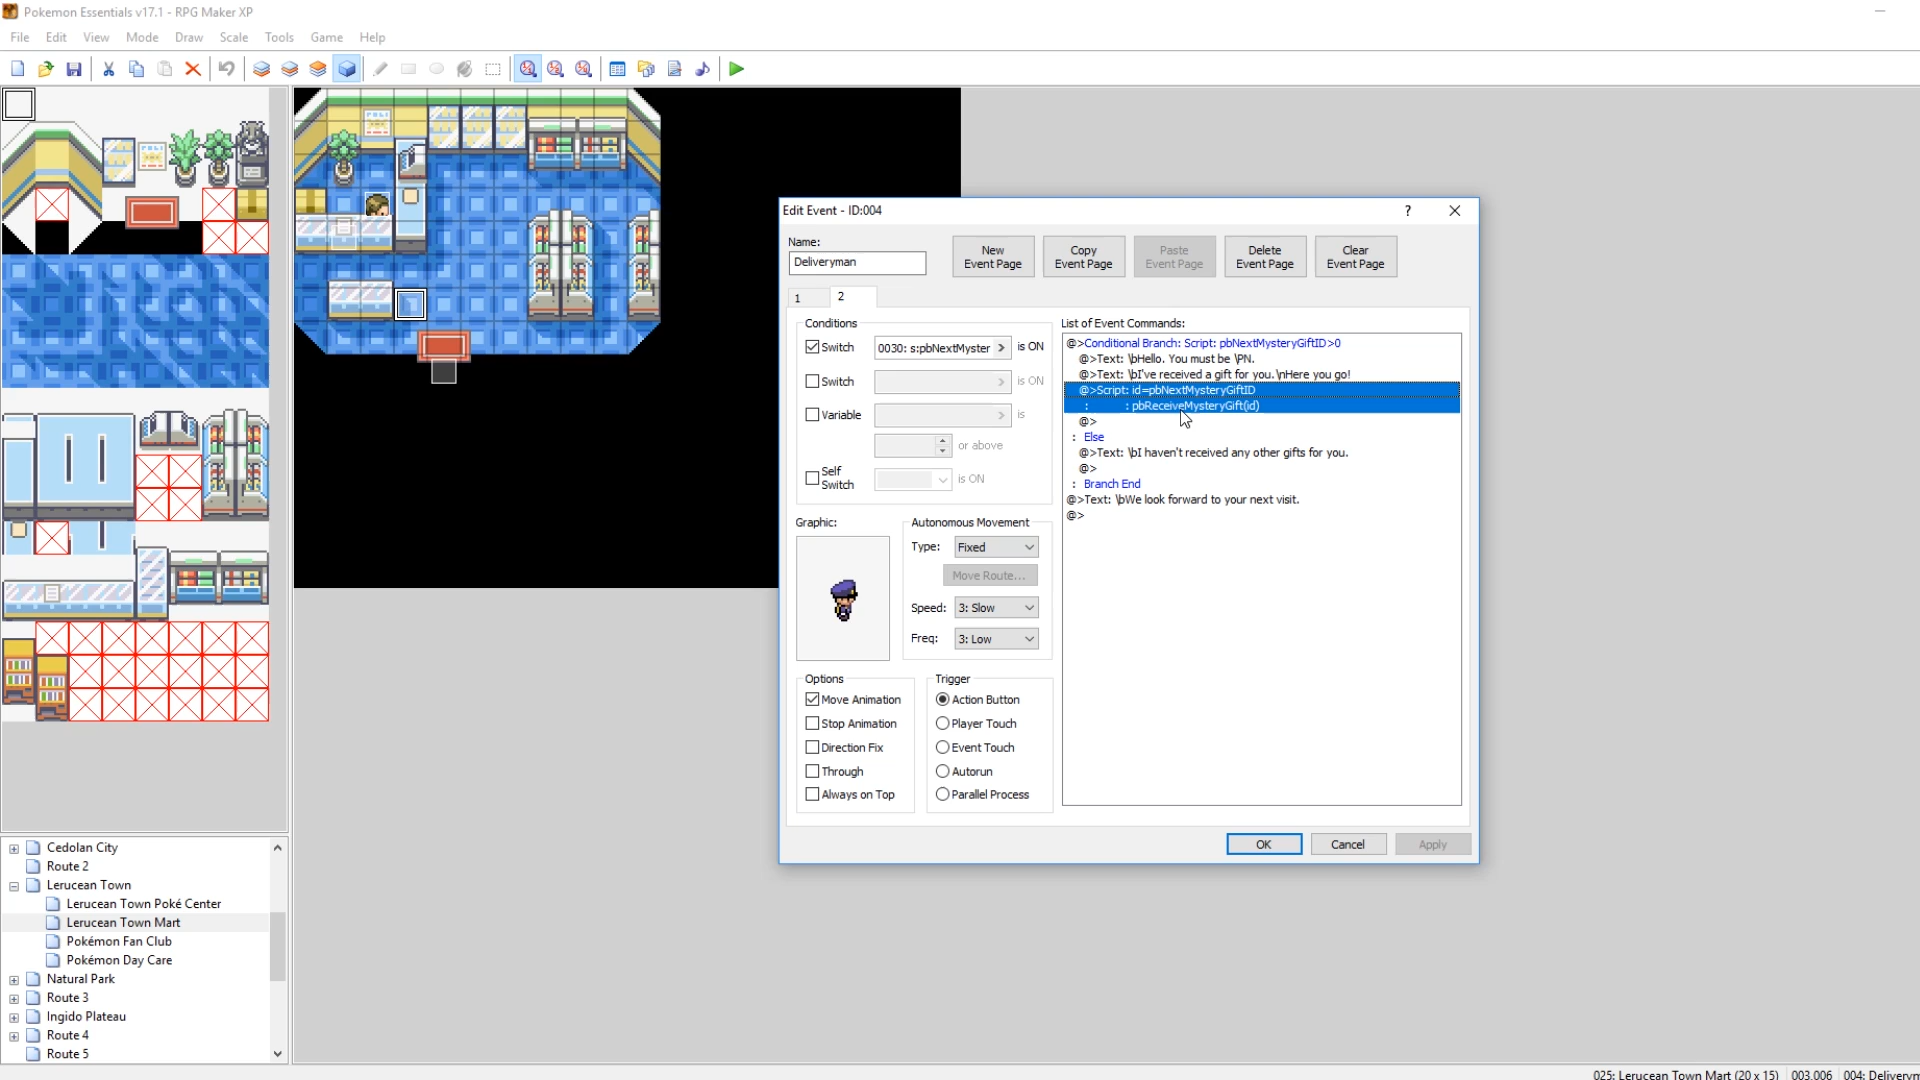 Pokemon Essentials v17.1 - RPG Maker XP
File Edit View Mode Draw Scale Tools Game Help
Edit Event - ID:004
?
Name:
Deliveryman
New Event Page
Copy Event Page
Paste Event Page
Delete Event Page
Clear Event Page
1
2
Conditions
Switch
0030: s:pbNextMyster
is ON
Switch
is ON
Variable
is
or above
Self Switch
is ON
Graphic:
Autonomous Movement
Type: Fixed
Move Route...
Speed: 3: Slow
Freq: 3: Low
Options
Move Animation
Stop Animation
Direction Fix
Through
Always on Top
Trigger
Action Button
Player Touch
Event Touch
Autorun
Parallel Process
List of Event Commands:
@>Conditional Branch: Script: pbNextMysteryGiftID>0
@>Text: \bHello. You must be \PN.
@>Text: \bI've received a gift for you.\nHere you go!
@>Script: id=pbNextMysteryGiftID
: : pbReceiveMysteryGift(id)
@>
: Else
@>Text: \bI haven't received any other gifts for you.
@>
: Branch End
@>Text: \bWe look forward to your next visit.
@>
OK
Cancel
Apply
Cedolan City
Route 2
Lerucean Town
Lerucean Town Poké Center
Lerucean Town Mart
Pokémon Fan Club
Pokémon Day Care
Natural Park
Route 3
Ingido Plateau
Route 4
Route 5
025: Lerucean Town Mart (20 x 15) 003,006 004: Deliverym